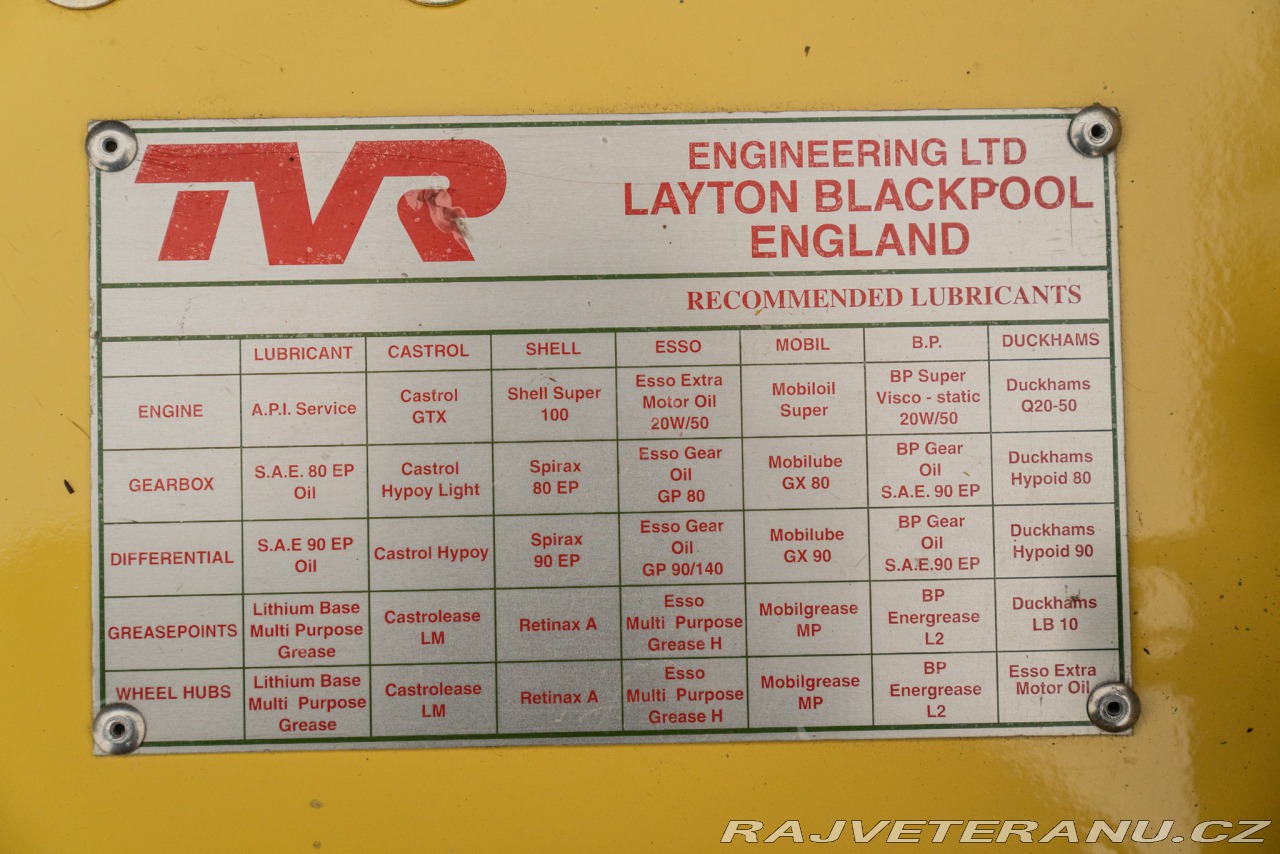 TVR
ENGINEERING LTD
LAYTON BLACKPOOL
ENGLAND
RECOMMENDED LUBRICANTS
LUBRICANT CASTROL SHELL ESSO MOBIL B.P. DUCKHAMS
ENGINE
A.P.I. Service
Castrol
GTX
Shell Super
100
Esso Extra
Motor Oil
20W/50
Mobiloil
Super
BP Super
Visco - static
20W/50
Duckhams
Q20-50
GEARBOX
S.A.E. 80 EP
Oil
Castrol
Hypoy Light
Spirax
80 EP
Esso Gear
Oil
GP 80
Mobilube
GX 80
BP Gear
Oil
S.A.E. 90 EP
Duckhams
Hypoid 80
DIFFERENTIAL
S.A.E 90 EP
Oil
Castrol Hypoy
Spirax
90 EP
Esso Gear
Oil
GP 90/140
Mobilube
GX 90
BP Gear
Oil
S.A.E.90 EP
Duckhams
Hypoid 90
GREASEPOINTS
Lithium Base
Multi Purpose
Grease
Castrolease
LM
Retinax A
Esso
Multi Purpose
Grease H
Mobilgrease
MP
BP
Energrease
L2
Duckhams
LB 10
WHEEL HUBS
Lithium Base
Multi Purpose
Grease
Castrolease
LM
Retinax A
Esso
Multi Purpose
Grease H
Mobilgrease
MP
BP
Energrease
L2
Esso Extra
Motor Oil
RAJVETERANU.CZ